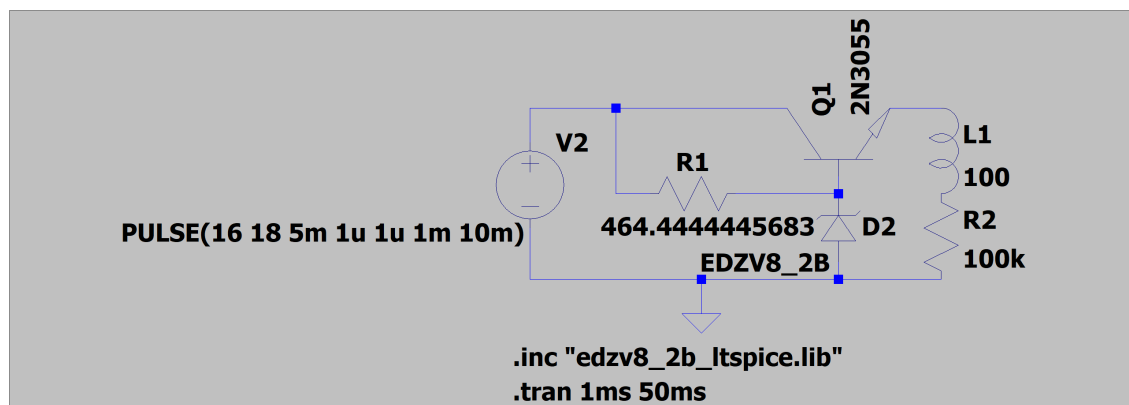 Q1
2N3055
V2
R1
L1
100
PULSE(16 18 5m 1u 1u 1m 10m)
464.4444445683
D2
R2
EDZV8_2B
100k
.inc "edzv8_2b_ltspice.lib"
.tran 1ms 50ms